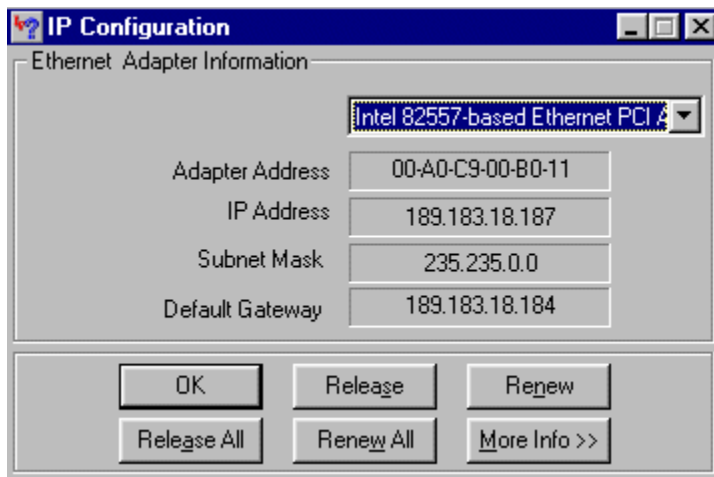 IP Configuration
Ethernet Adapter Information
Intel 82557-based Ethernet PCI A
Adapter Address 00-A0-C9-00-B0-11
IP Address 189.183.18.187
Subnet Mask 235.235.0.0
Default Gateway 189.183.18.184
OK Release Renew
Release All Renew All More Info >>